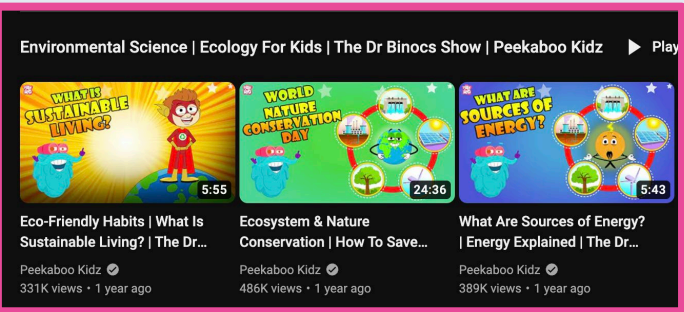 Environmental Science | Ecology For Kids | The Dr Binocs Show | Peekaboo Kidz
Play
WHAT IS
SUSTAINABLE
LIVING?
5:55
WORLD
NATURE
CONSERVATION
DAY
24:36
WHAT ARE
SOURCES OF
ENERGY?
5:43
Eco-Friendly Habits | What Is
Sustainable Living? | The Dr...
Peekaboo Kidz
331K views • 1 year ago
Ecosystem & Nature
Conservation | How To Save...
Peekaboo Kidz
486K views • 1 year ago
What Are Sources of Energy?
| Energy Explained | The Dr...
Peekaboo Kidz
389K views • 1 year ago